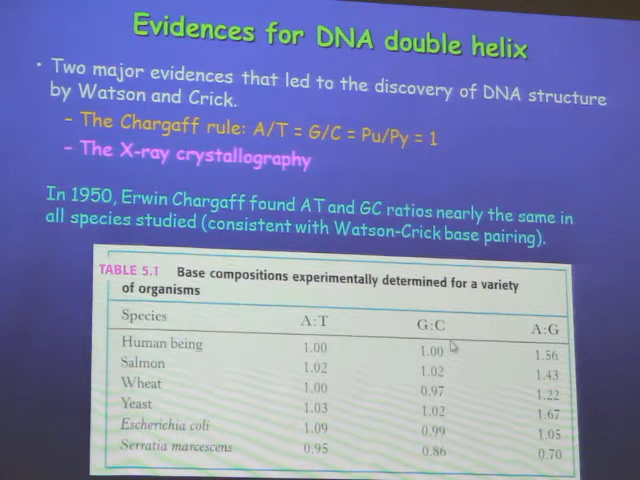 Evidences for DNA double helix
• Two major evidences that led to the discovery of DNA structure
by Watson and Crick.
– The Chargaff rule: A/T = G/C = Pu/Py = 1
– The X-ray crystallography
In 1950, Erwin Chargaff found AT and GC ratios nearly the same in
all species studied (consistent with Watson-Crick base pairing).
TABLE 5.1 Base compositions experimentally determined for a variety
of organisms
Species A:T G:C A:G
Human being 1.00 1.00 1.56
Salmon 1.02 1.02 1.43
Wheat 1.00 0.97 1.22
Yeast 1.03 1.02 1.67
Escherichia coli 1.09 0.99 1.05
Serratia marcescens 0.95 0.86 0.70